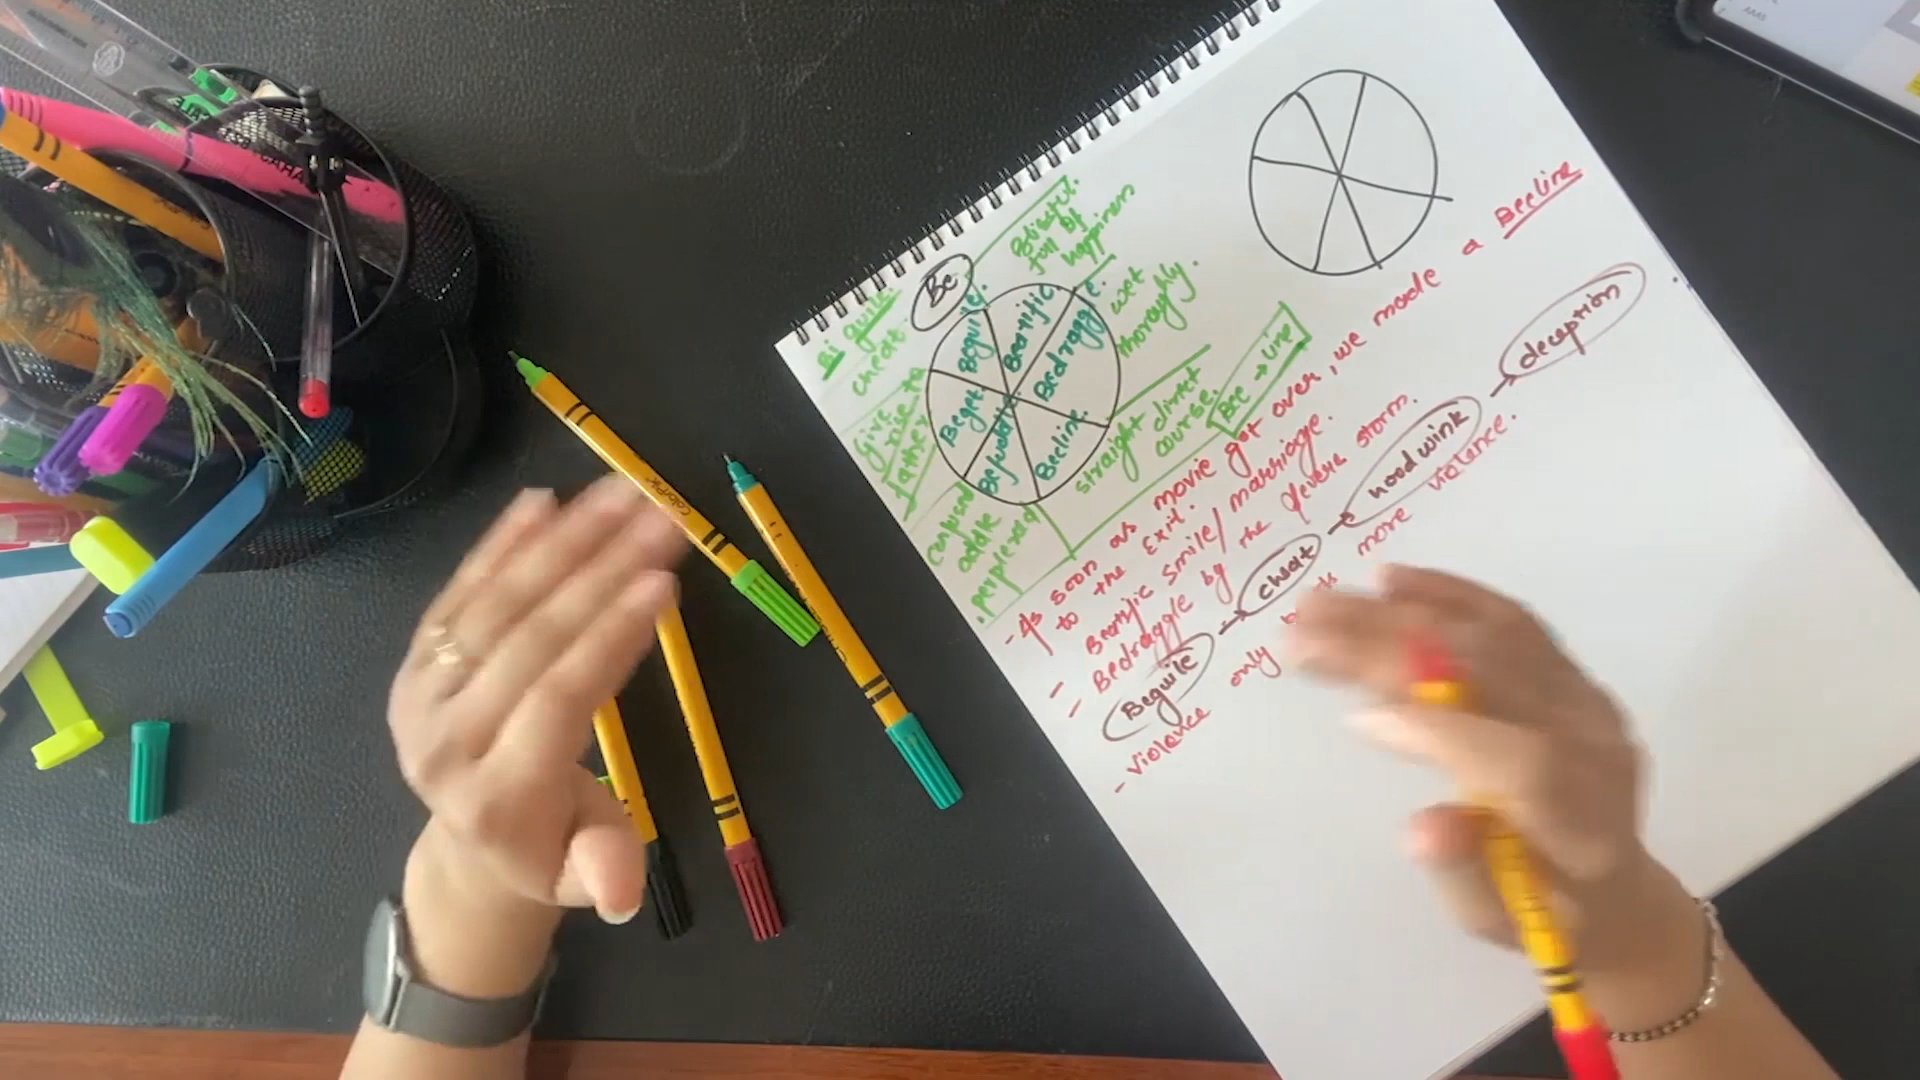 Be
Blissful.
full of
happiness
Bi guile
cheat
Beguile.
Beatific
Bedraggle.
wet
thoroughly.
Give
rise to
father
Beget
Befuddle
Beeline.
straight direct
course.
Bee → line
confused
addle
perplexed
- As soon as movie got over, we made a Beeline
to the Exit.
- Beatific smile/marriage.
- Bedraggle by the severe storm.
Beguile → cheat → hoodwink → deception
- violence only more violence.